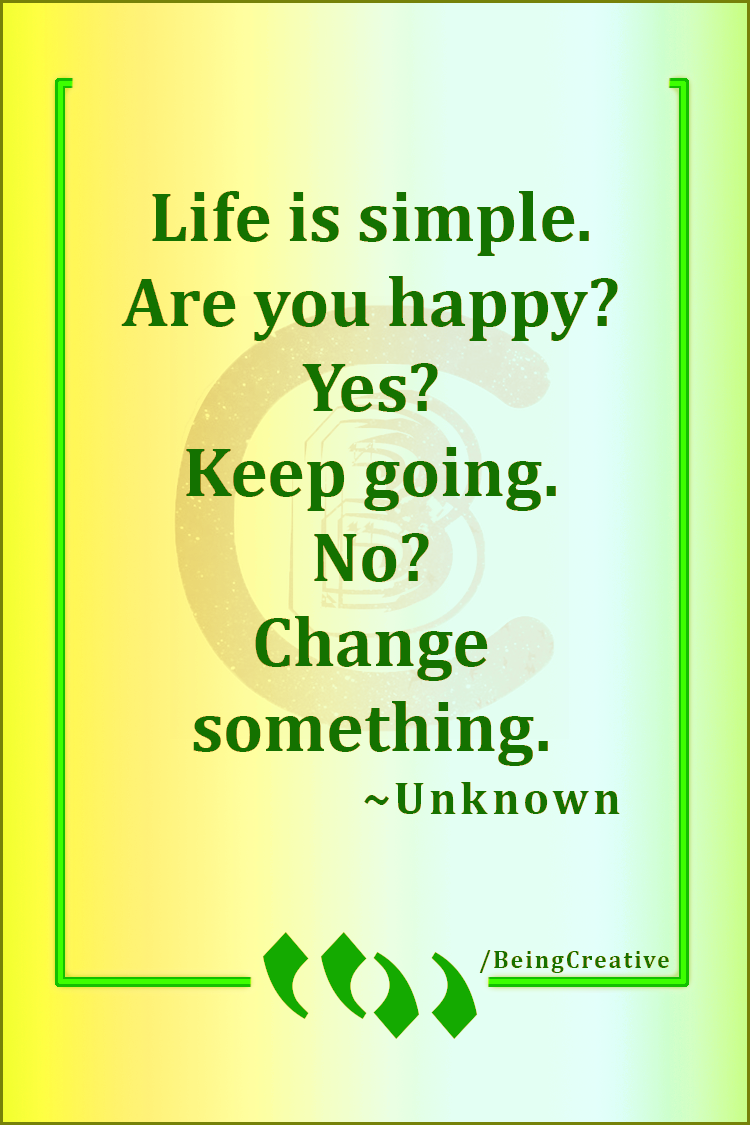 Life is simple.
Are you happy?
Yes?
Keep going.
No?
Change
something.
~Unknown
/BeingCreative